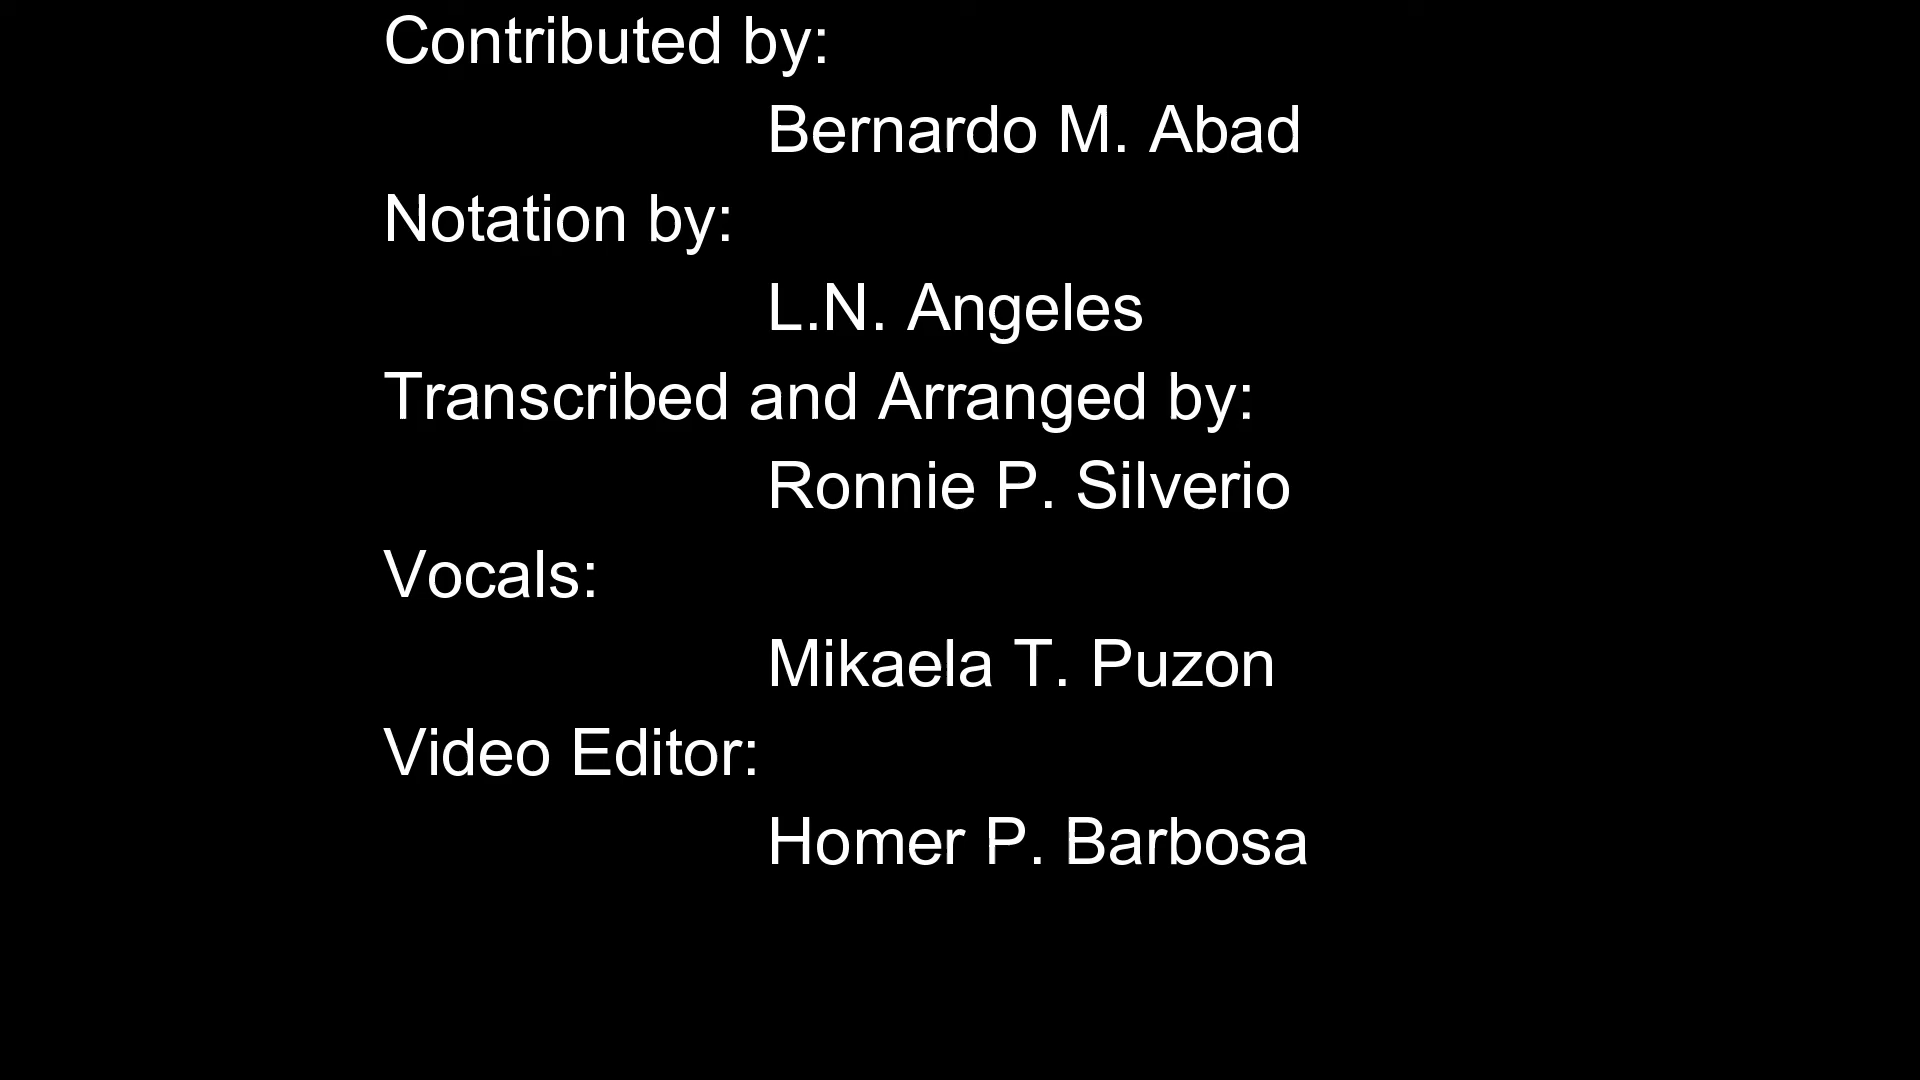 Contributed by:
Bernardo M. Abad
Notation by:
L.N. Angeles
Transcribed and Arranged by:
Ronnie P. Silverio
Vocals:
Mikaela T. Puzon
Video Editor:
Homer P. Barbosa